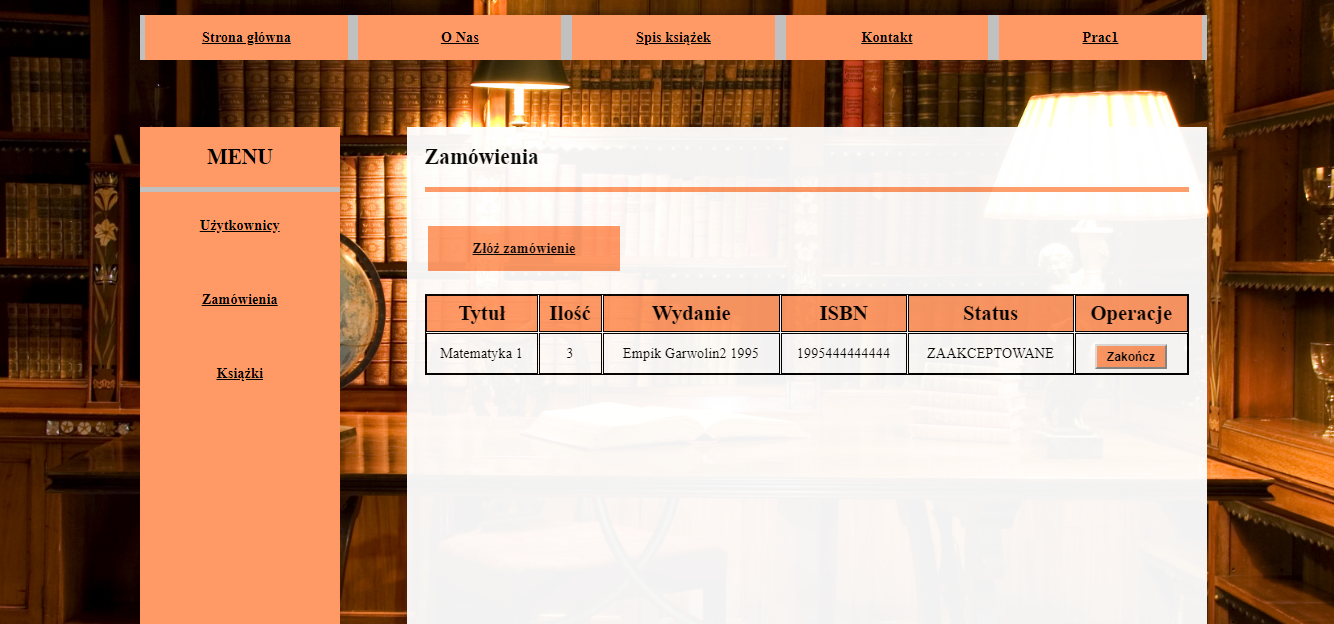 Strona główna O Nas Spis książek Kontakt Prac1
MENU
Użytkownicy
Zamówienia
Książki
Zamówienia
Złóż zamówienie
Tytuł Ilość Wydanie ISBN Status Operacje
Matematyka 1 3 Empik Garwolin2 1995 1995444444444 ZAAKCEPTOWANE Zakończ